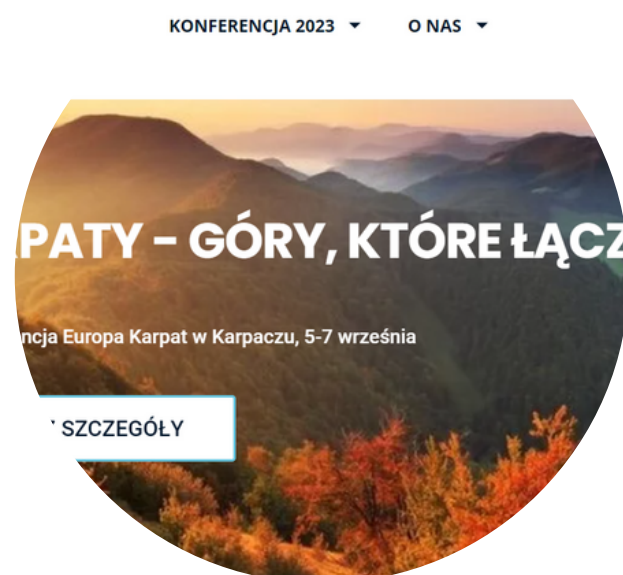 KONFERENCJA 2023 O NAS
PATY – GÓRY, KTÓRE ŁĄCZ
ncja Europa Karpat w Karpaczu, 5-7 września
SZCZEGÓŁY